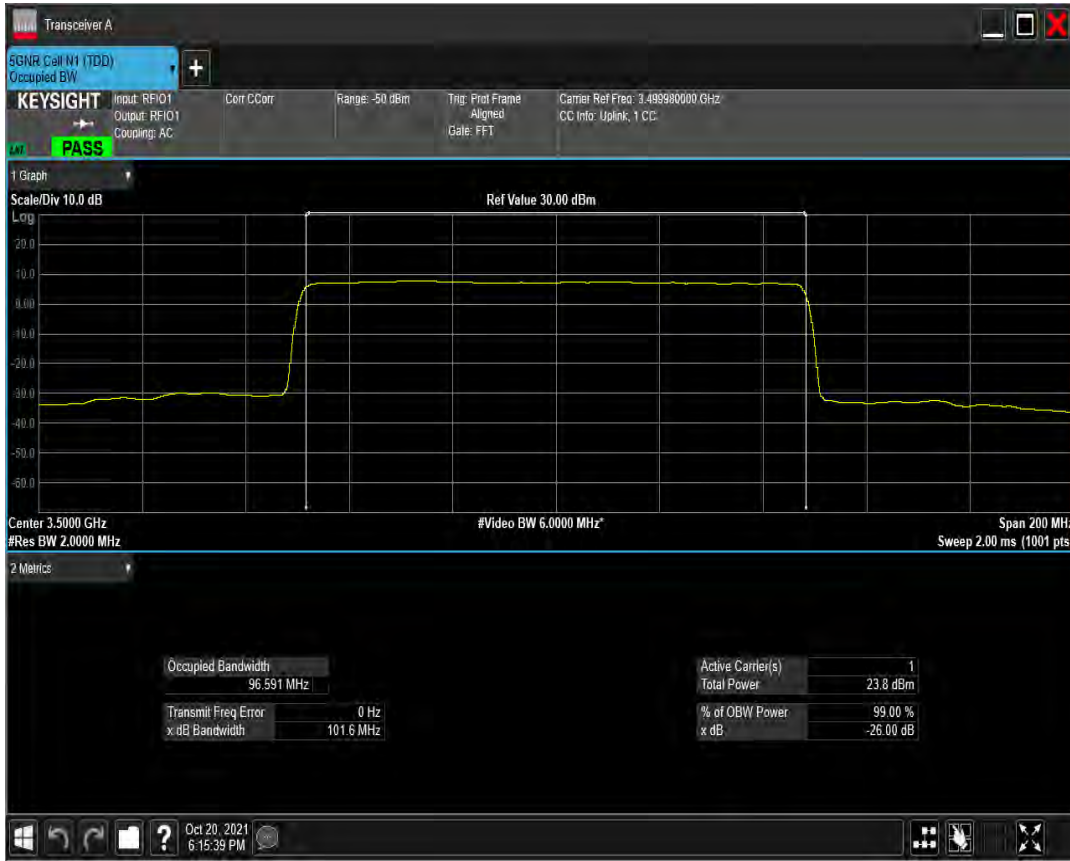 Transceiver A
5GNR Cell N1 (TDD)
Occupied BW
+
KEYSIGHT
Input: RFIO1
Output: RFIO1
Coupling: AC
Corr CCorr
Range: -50 dBm
Trig: Prot Frame
Aligned
Gate: FFT
Carrier Ref Freq: 3.499980000 GHz
CC Info: Uplink, 1 CC
PASS
1 Graph
Scale/Div 10.0 dB
Ref Value 30.00 dBm
Log
20.0
10.0
0.00
-10.0
-20.0
-30.0
-40.0
-50.0
-60.0
Center 3.5000 GHz
#Video BW 6.0000 MHz*
Span 200 MHz
#Res BW 2.0000 MHz
Sweep 2.00 ms (1001 pts
2 Metrics
Occupied Bandwidth
96.591 MHz
Transmit Freq Error 0 Hz
x dB Bandwidth 101.6 MHz
Active Carrier(s) 1
Total Power 23.8 dBm
% of OBW Power 99.00 %
x dB -26.00 dB
?
Oct 20, 2021
6:15:39 PM